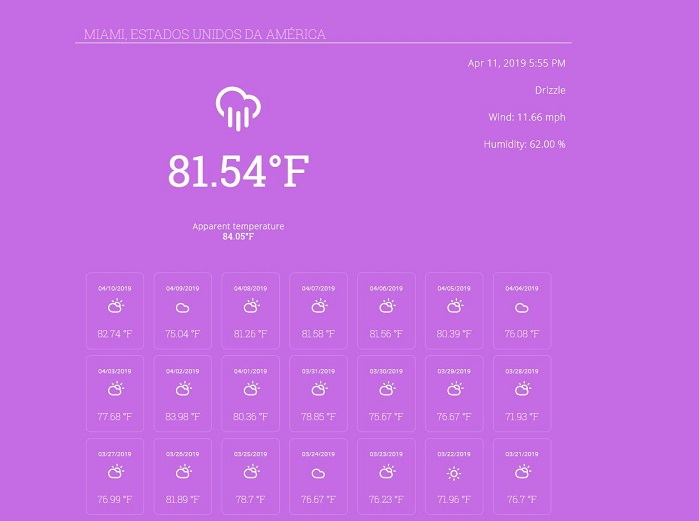 MIAMI, ESTADOS UNIDOS DA AMÉRICA
Apr 11, 2019 5:55 PM
Drizzle
Wind: 11.66 mph
Humidity: 62.00 %
81.54°F
Apparent temperature
84.05°F
04/10/2019 04/09/2019 04/08/2019 04/07/2019 04/06/2019 04/05/2019 04/04/2019
82.74 °F 75.04 °F 81.26 °F 81.58 °F 81.56 °F 80.39 °F 76.08 °F
04/03/2019 04/02/2019 04/01/2019 03/31/2019 03/30/2019 03/29/2019 03/28/2019
77.68 °F 83.98 °F 80.36 °F 78.85 °F 75.67 °F 76.67 °F 71.93 °F
03/27/2019 03/26/2019 03/25/2019 03/24/2019 03/23/2019 03/22/2019 03/21/2019
76.99 °F 81.89 °F 78.7 °F 76.67 °F 76.23 °F 71.96 °F 76.7 °F